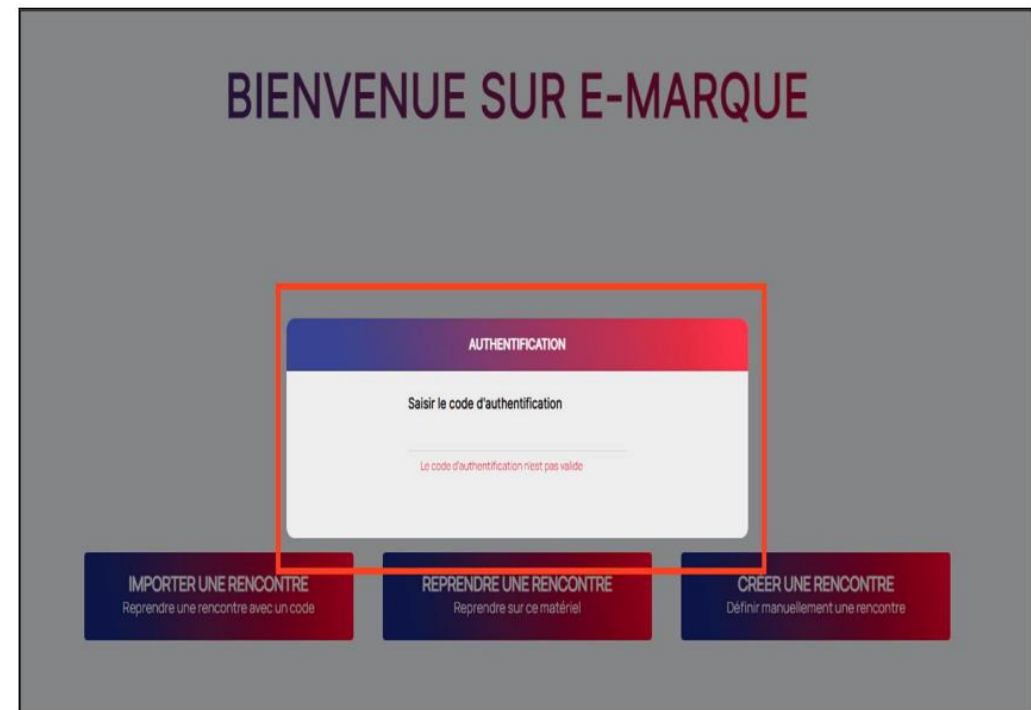 BIENVENUE SUR E-MARQUE
AUTHENTIFICATION
Saisir le code d'authentification
Le code d'authentification n'est pas valide
IMPORTER UNE RENCONTRE
Reprendre une rencontre avec un code
REPRENDRE UNE RENCONTRE
Reprendre sur ce matériel
CRÉER UNE RENCONTRE
Définir manuellement une rencontre